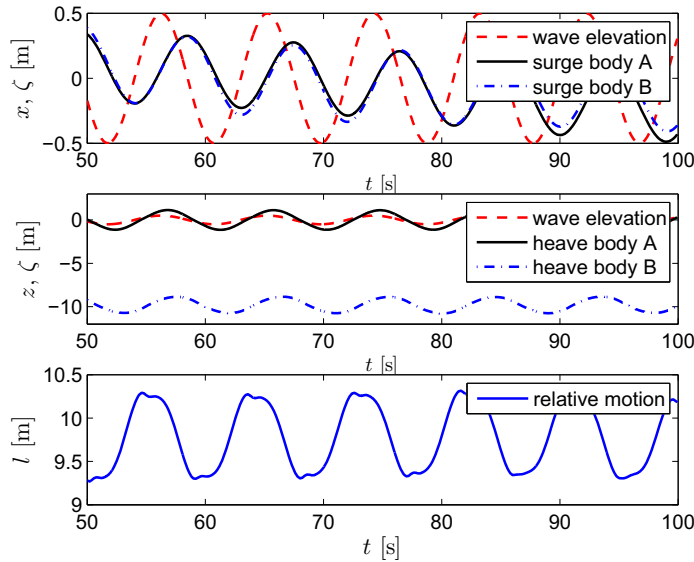 0.5
0
−0.5
x, ζ [m]
wave elevation
surge body A
surge body B
50
60
70
80
90
100
t [s]
0
−5
−10
z, ζ [m]
wave elevation
heave body A
heave body B
50
60
70
80
90
100
t [s]
10.5
10
9.5
9
l [m]
relative motion
50
60
70
80
90
100
t [s]